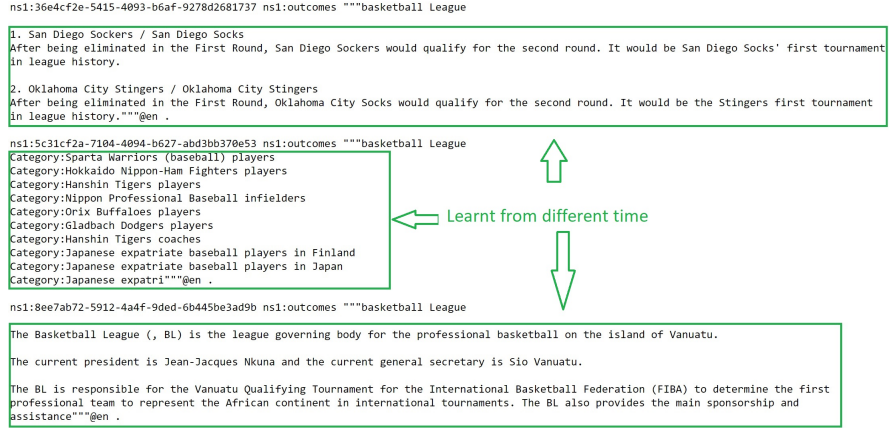 ns1:36e4cf2e-5415-4093-b6af-9278d2681737 ns1:outcomes """basketball League
1. San Diego Sockers / San Diego Socks
After being eliminated in the First Round, San Diego Sockers would qualify for the second round. It would be San Diego Socks' first tournament
in league history.
2. Oklahoma City Stingers / Oklahoma City Stingers
After being eliminated in the First Round, Oklahoma City Socks would qualify for the second round. It would be the Stingers first tournament
in league history."""@en .
ns1:5c31cf2a-7104-4094-b627-abd3bb370e53 ns1:outcomes """basketball League
Category:Sparta Warriors (baseball) players
Category:Hokkaido Nippon-Ham Fighters players
Category:Hanshin Tigers players
Category:Nippon Professional Baseball infielders
Category:Orix Buffaloes players
Category:Gladbach Dodgers players
Category:Hanshin Tigers coaches
Category:Japanese expatriate baseball players in Finland
Category:Japanese expatriate baseball players in Japan
Category:Japanese expatri"""@en .
Learnt from different time
ns1:8ee7ab72-5912-4a4f-9ded-6b445be3ad9b ns1:outcomes """basketball League
The Basketball League (, BL) is the league governing body for the professional basketball on the island of Vanuatu.
The current president is Jean-Jacques Nkuna and the current general secretary is Sio Vanuatu.
The BL is responsible for the Vanuatu Qualifying Tournament for the International Basketball Federation (FIBA) to determine the first
professional team to represent the African continent in international tournaments. The BL also provides the main sponsorship and
assistance"""@en .